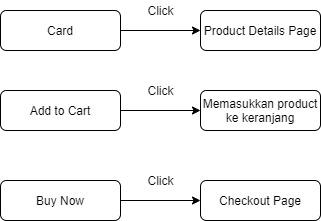 Click
Card
Product Details Page
Click
Add to Cart
Memasukkan product
ke keranjang
Click
Buy Now
Checkout Page